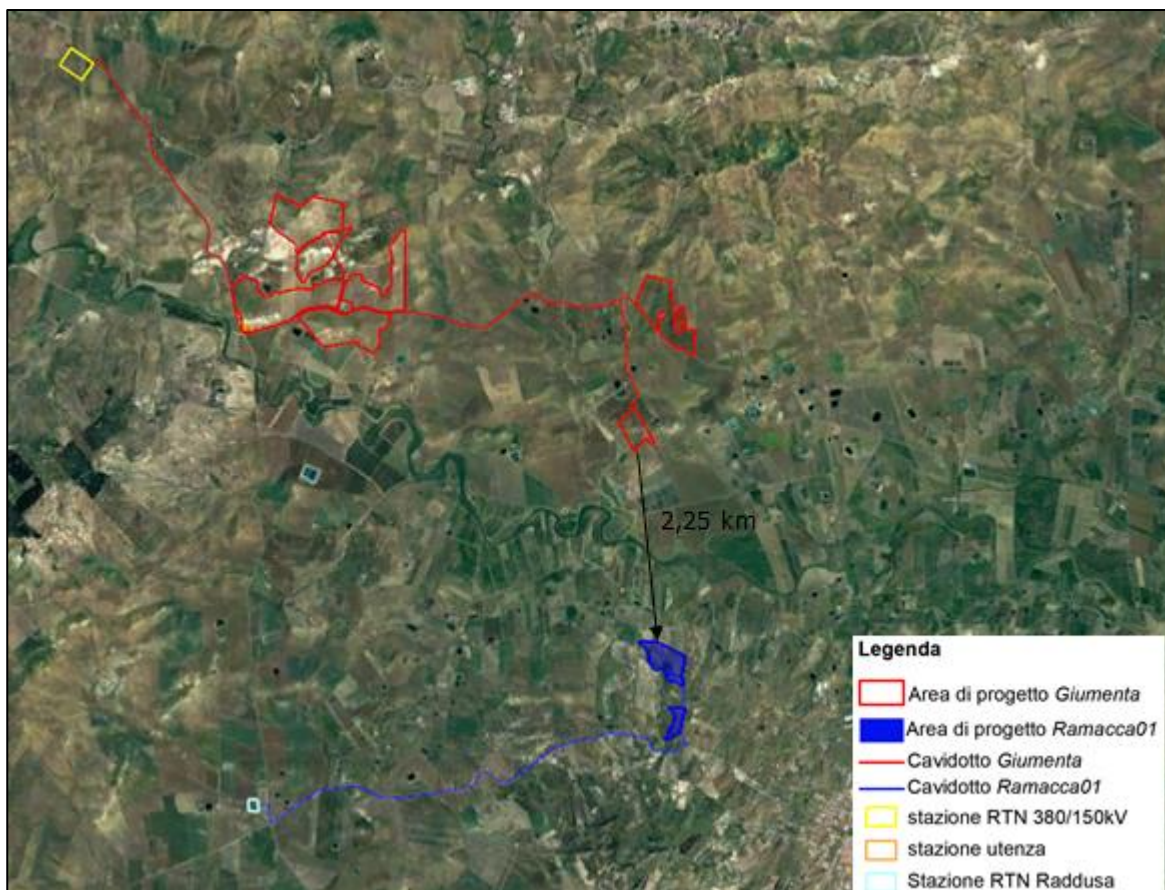 2,25 km
Legenda
Area di progetto Giumenta
Area di progetto Ramacca01
Cavidotto Giumenta
Cavidotto Ramacca01
stazione RTN 380/150kV
stazione utenza
Stazione RTN Raddusa